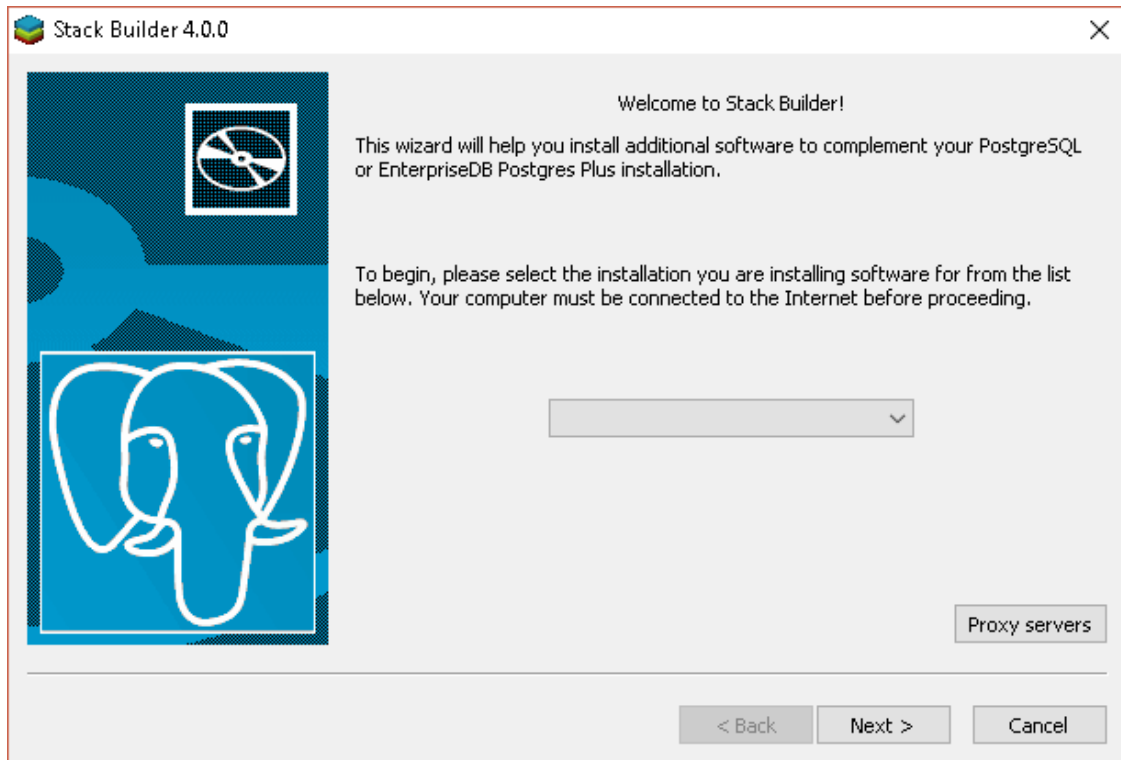 Stack Builder 4.0.0
Welcome to Stack Builder!
This wizard will help you install additional software to complement your PostgreSQL
or EnterpriseDB Postgres Plus installation.
To begin, please select the installation you are installing software for from the list
below. Your computer must be connected to the Internet before proceeding.
Proxy servers
< Back
Next >
Cancel